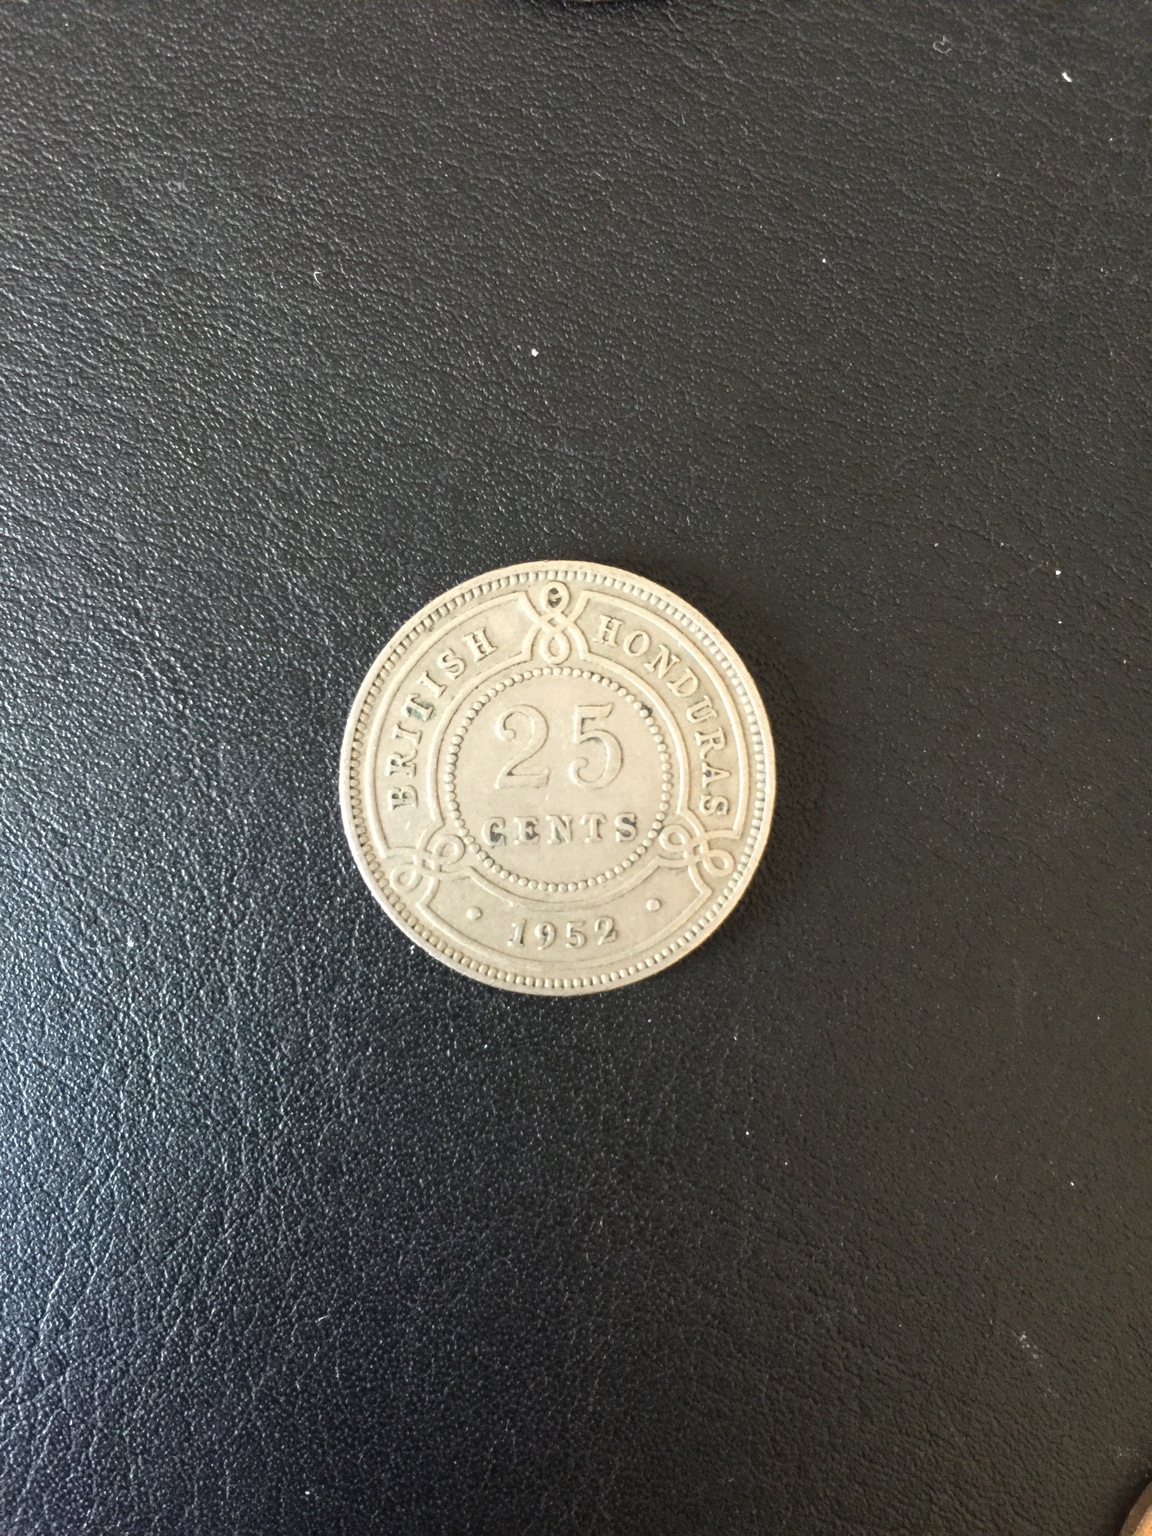 BRITISH HONDURAS
25
CENTS
• 1952 •